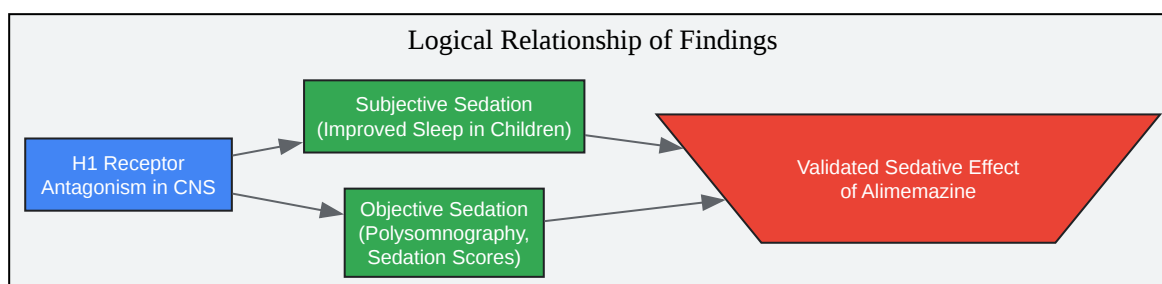 Logical Relationship of Findings
H1 Receptor
Antagonism in CNS
Subjective Sedation
(Improved Sleep in Children)
Objective Sedation
(Polysomnography,
Sedation Scores)
Validated Sedative Effect
of Alimemazine